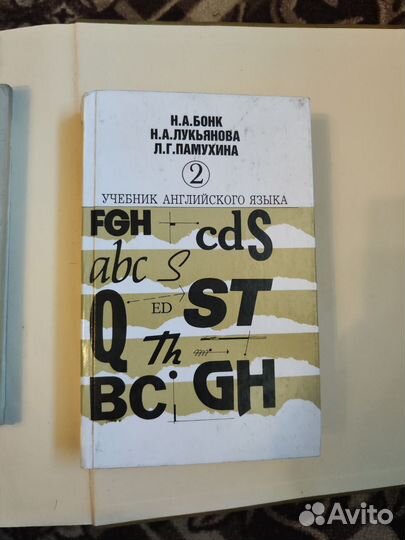 Н.А.БОНК
Н.А.ЛУКЬЯНОВА
Л.Г.ПАМУХИНА
2
УЧЕБНИК АНГЛИЙСКОГО ЯЗЫКА
FGH cdS
abc S
Q ED ST
Th
BC GH
Avito